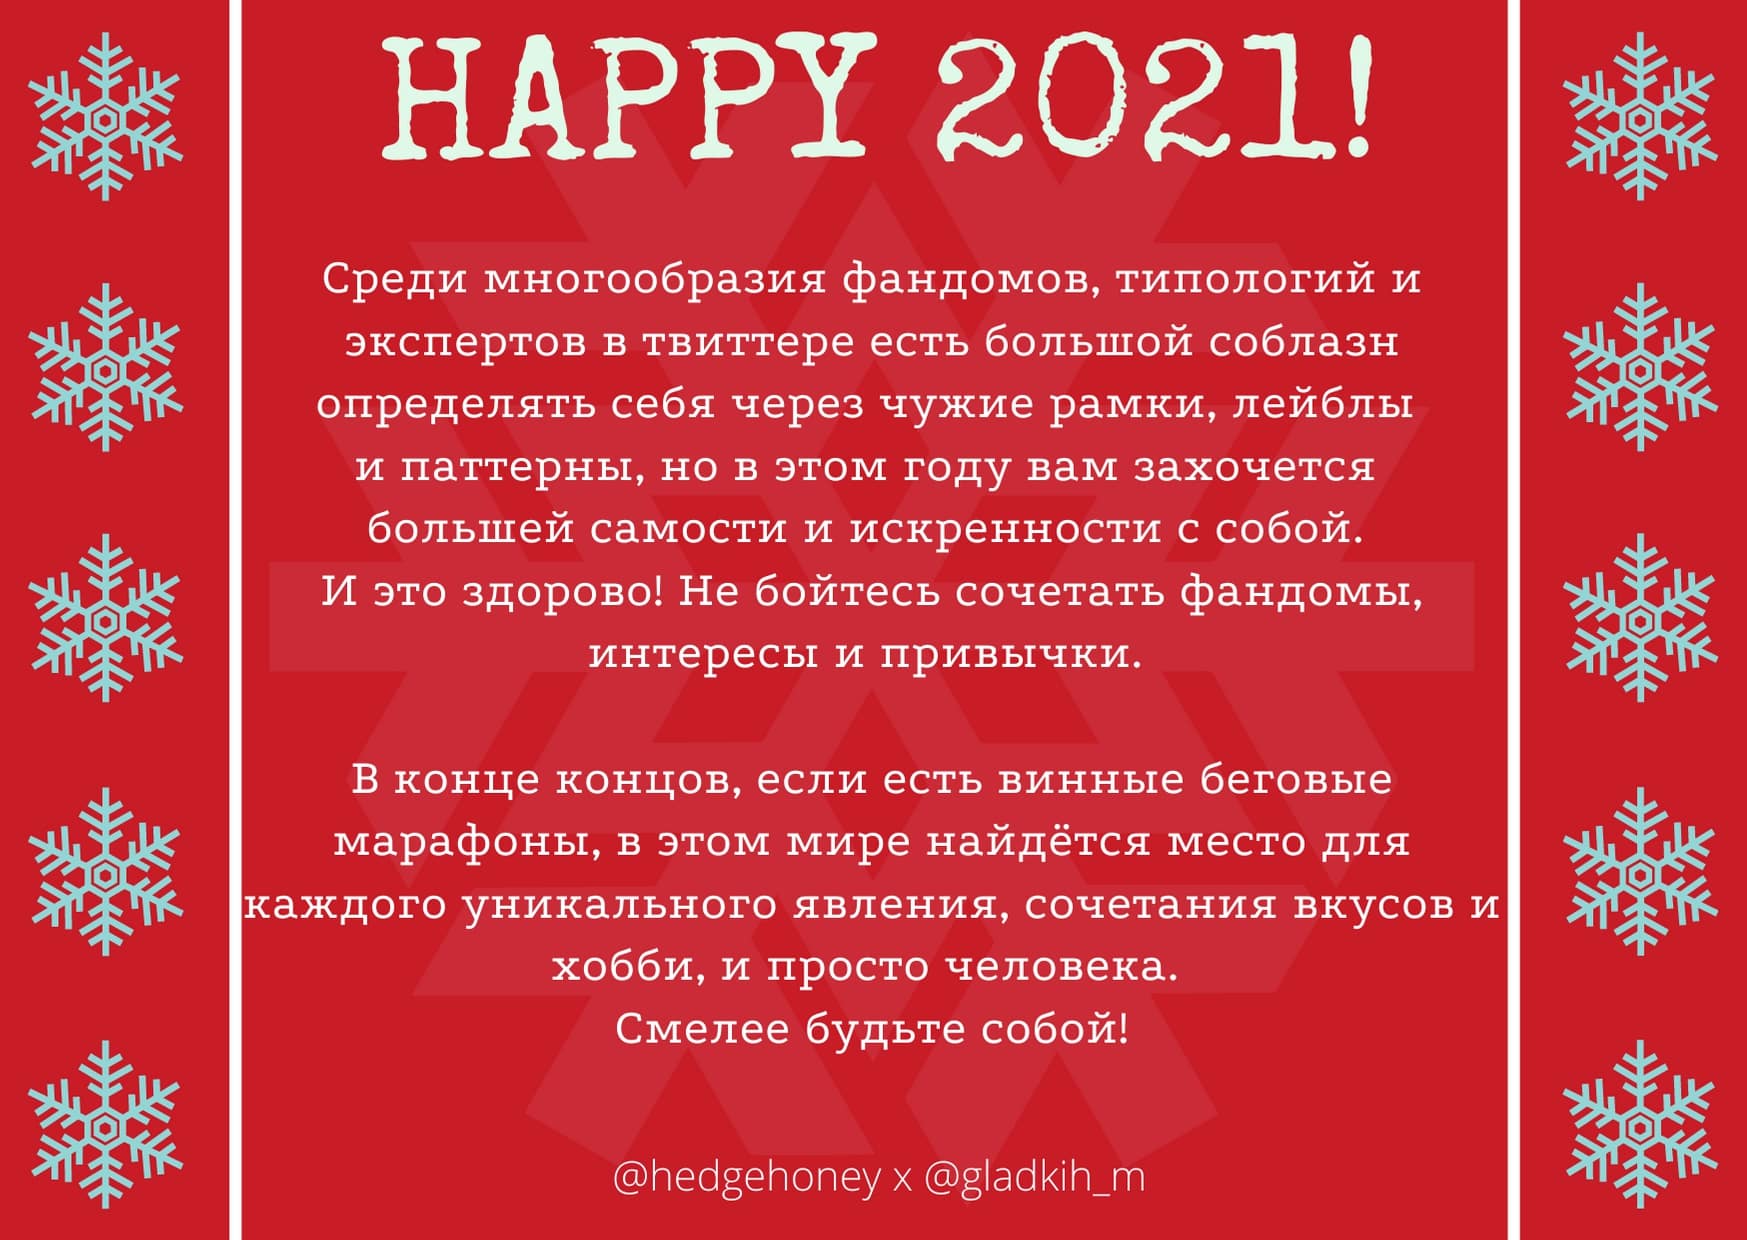 HAPPY 2021!
Среди многообразия фандомов, типологий и
экспертов в твиттере есть большой соблазн
определять себя через чужие рамки, лейблы
и паттерны, но в этом году вам захочется
большей самости и искренности с собой.
И это здорово! Не бойтесь сочетать фандомы,
интересы и привычки.
В конце концов, если есть винные беговые
марафоны, в этом мире найдётся место для
каждого уникального явления, сочетания вкусов и
хобби, и просто человека.
Смелее будьте собой!
@hedgehoney x @gladkih_m